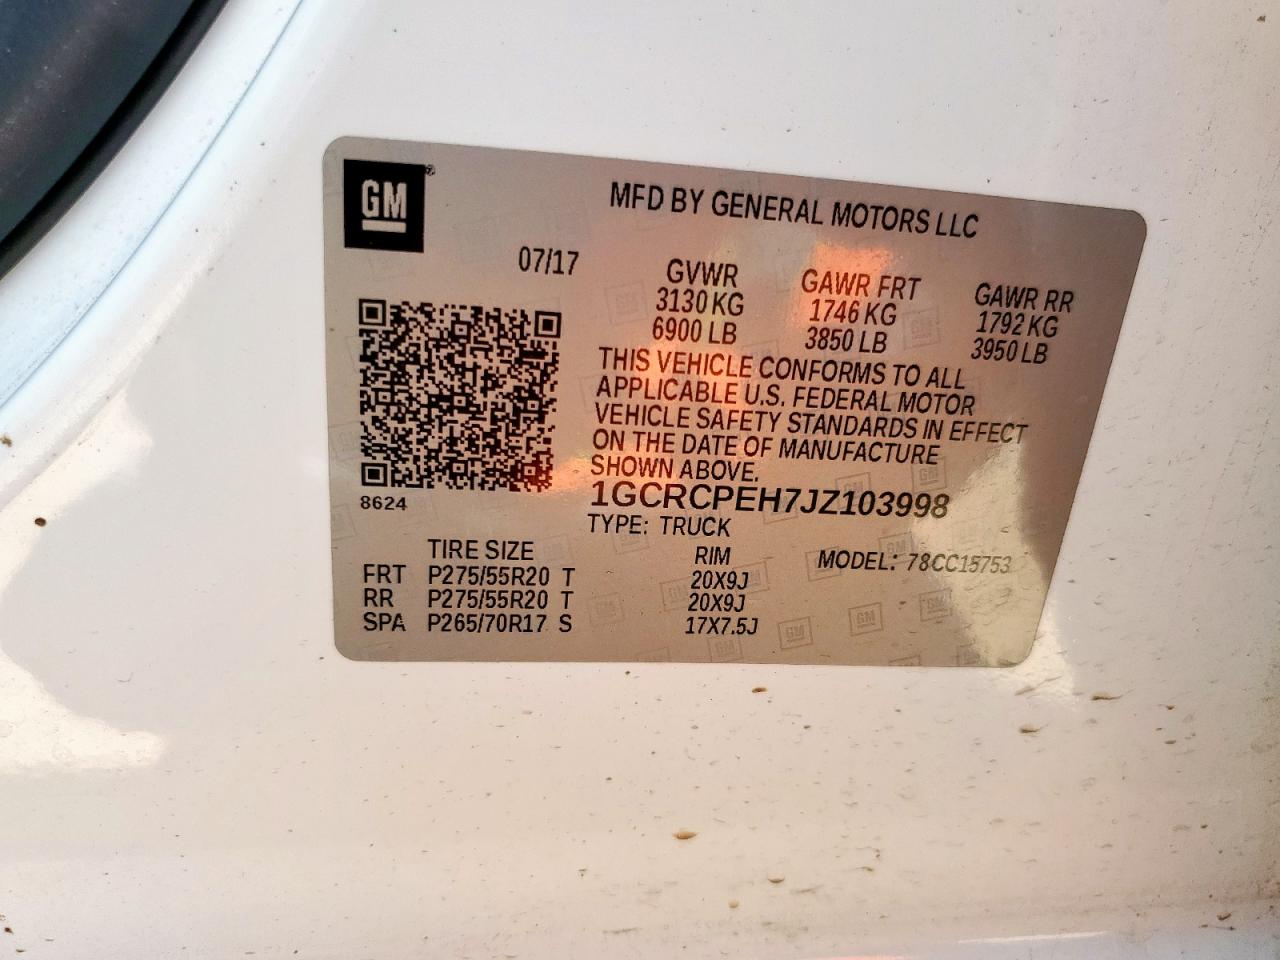 GM
MFD BY GENERAL MOTORS LLC
07/17
GVWR GAWR FRT GAWR RR
3130 KG 1746 KG 1792 KG
6900 LB 3850 LB 3950 LB
THIS VEHICLE CONFORMS TO ALL
APPLICABLE U.S. FEDERAL MOTOR
VEHICLE SAFETY STANDARDS IN EFFECT
ON THE DATE OF MANUFACTURE
SHOWN ABOVE.
8624
1GCRCPEH7JZ103998
TYPE: TRUCK
TIRE SIZE RIM MODEL: 78CC15753
FRT P275/55R20 T 20X9J
RR P275/55R20 T 20X9J
SPA P265/70R17 S 17X7.5J